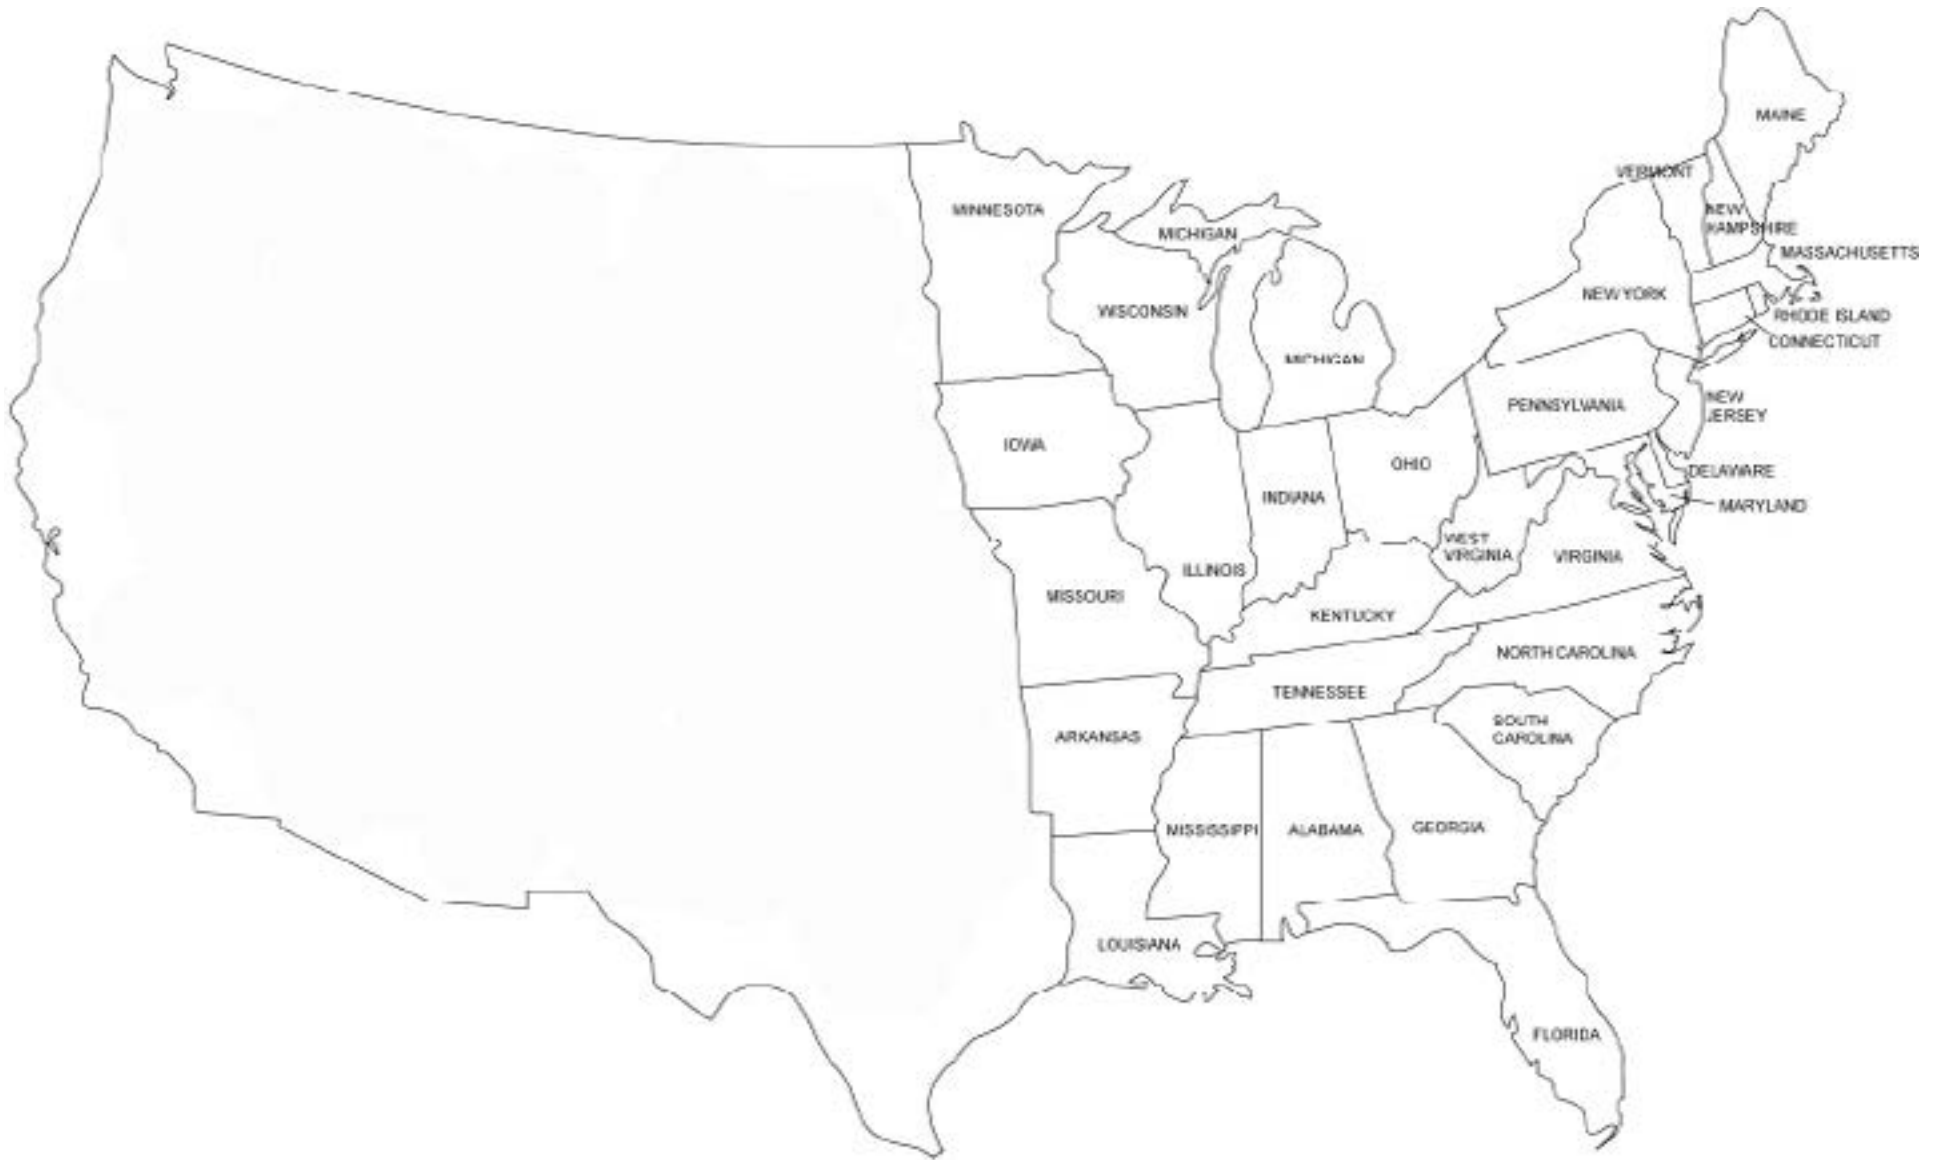 MAINE
VERMONT
MINNESOTA
NEW
HAMPSHIRE
MICHIGAN
MASSACHUSETTS
NEW YORK
WISCONSIN
RHODE ISLAND
CONNECTICUT
MICHIGAN
NEW
JERSEY
PENNSYLVANIA
IOWA
OHIO
DELAWARE
INDIANA
MARYLAND
WEST
VIRGINIA
VIRGINIA
ILLINOIS
MISSOURI
KENTUCKY
NORTH CAROLINA
TENNESSEE
SOUTH
CAROLINA
ARKANSAS
MISSISSIPPI
ALABAMA
GEORGIA
LOUISIANA
FLORIDA